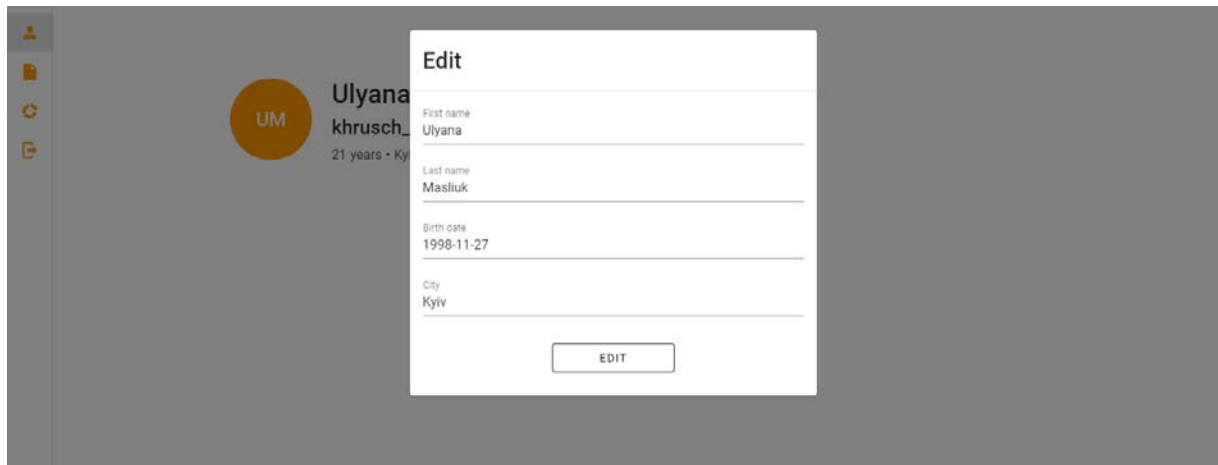 UM
Ulyana
khrusch_
21 years • Ky
Edit
First name
Ulyana
Last name
Masliuk
Birth date
1998-11-27
City
Kyiv
EDIT